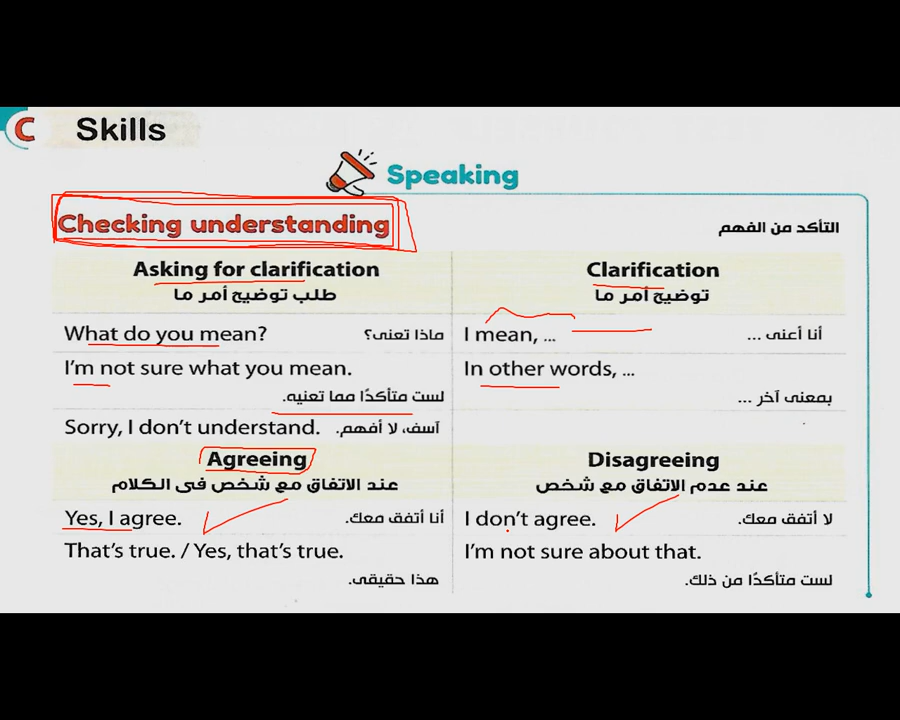 C Skills
Speaking
Checking understanding التأكد من الفهم
Asking for clarification Clarification
طلب توضيح أمر ما توضيح أمر ما
What do you mean? ماذا تعنى؟ I mean, ... أنا أعنى ...
I'm not sure what you mean. In other words, ...
لست متأكدًا مما تعنيه. بمعنى آخر ...
Sorry, I don't understand. آسف، لا أفهم.
Agreeing Disagreeing
عند الاتفاق مع شخص فى الكلام عند عدم الاتفاق مع شخص
Yes, I agree. أنا أتفق معك. I don't agree. لا أتفق معك.
That's true. / Yes, that's true. I'm not sure about that.
هذا حقيقى. لست متأكدًا من ذلك.